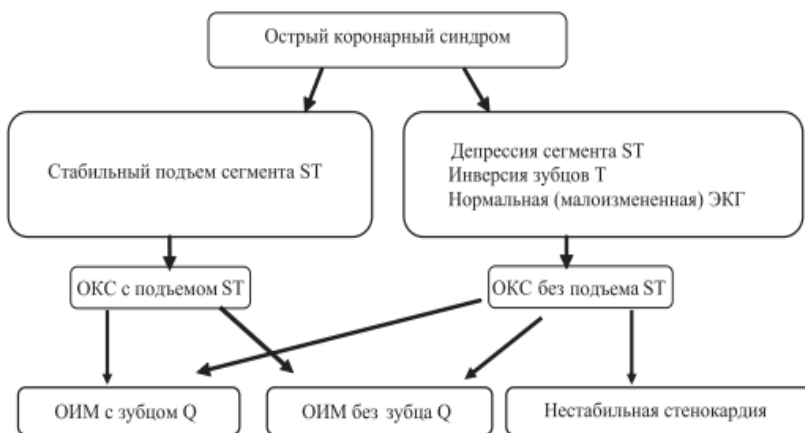 Острый коронарный синдром
Стабильный подъем сегмента ST
Депрессия сегмента ST
Инверсия зубцов Т
Нормальная (малоизмененная) ЭКГ
ОКС с подъемом ST
ОКС без подъема ST
ОИМ с зубцом Q
ОИМ без зубца Q
Нестабильная стенокардия